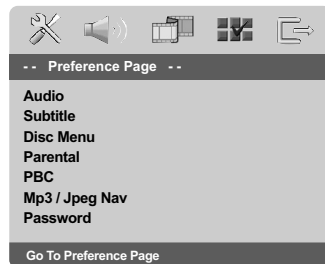 - - Preference Page - -
Audio
Subtitle
Disc Menu
Parental
PBC
Mp3 / Jpeg Nav
Password
Go To Preference Page